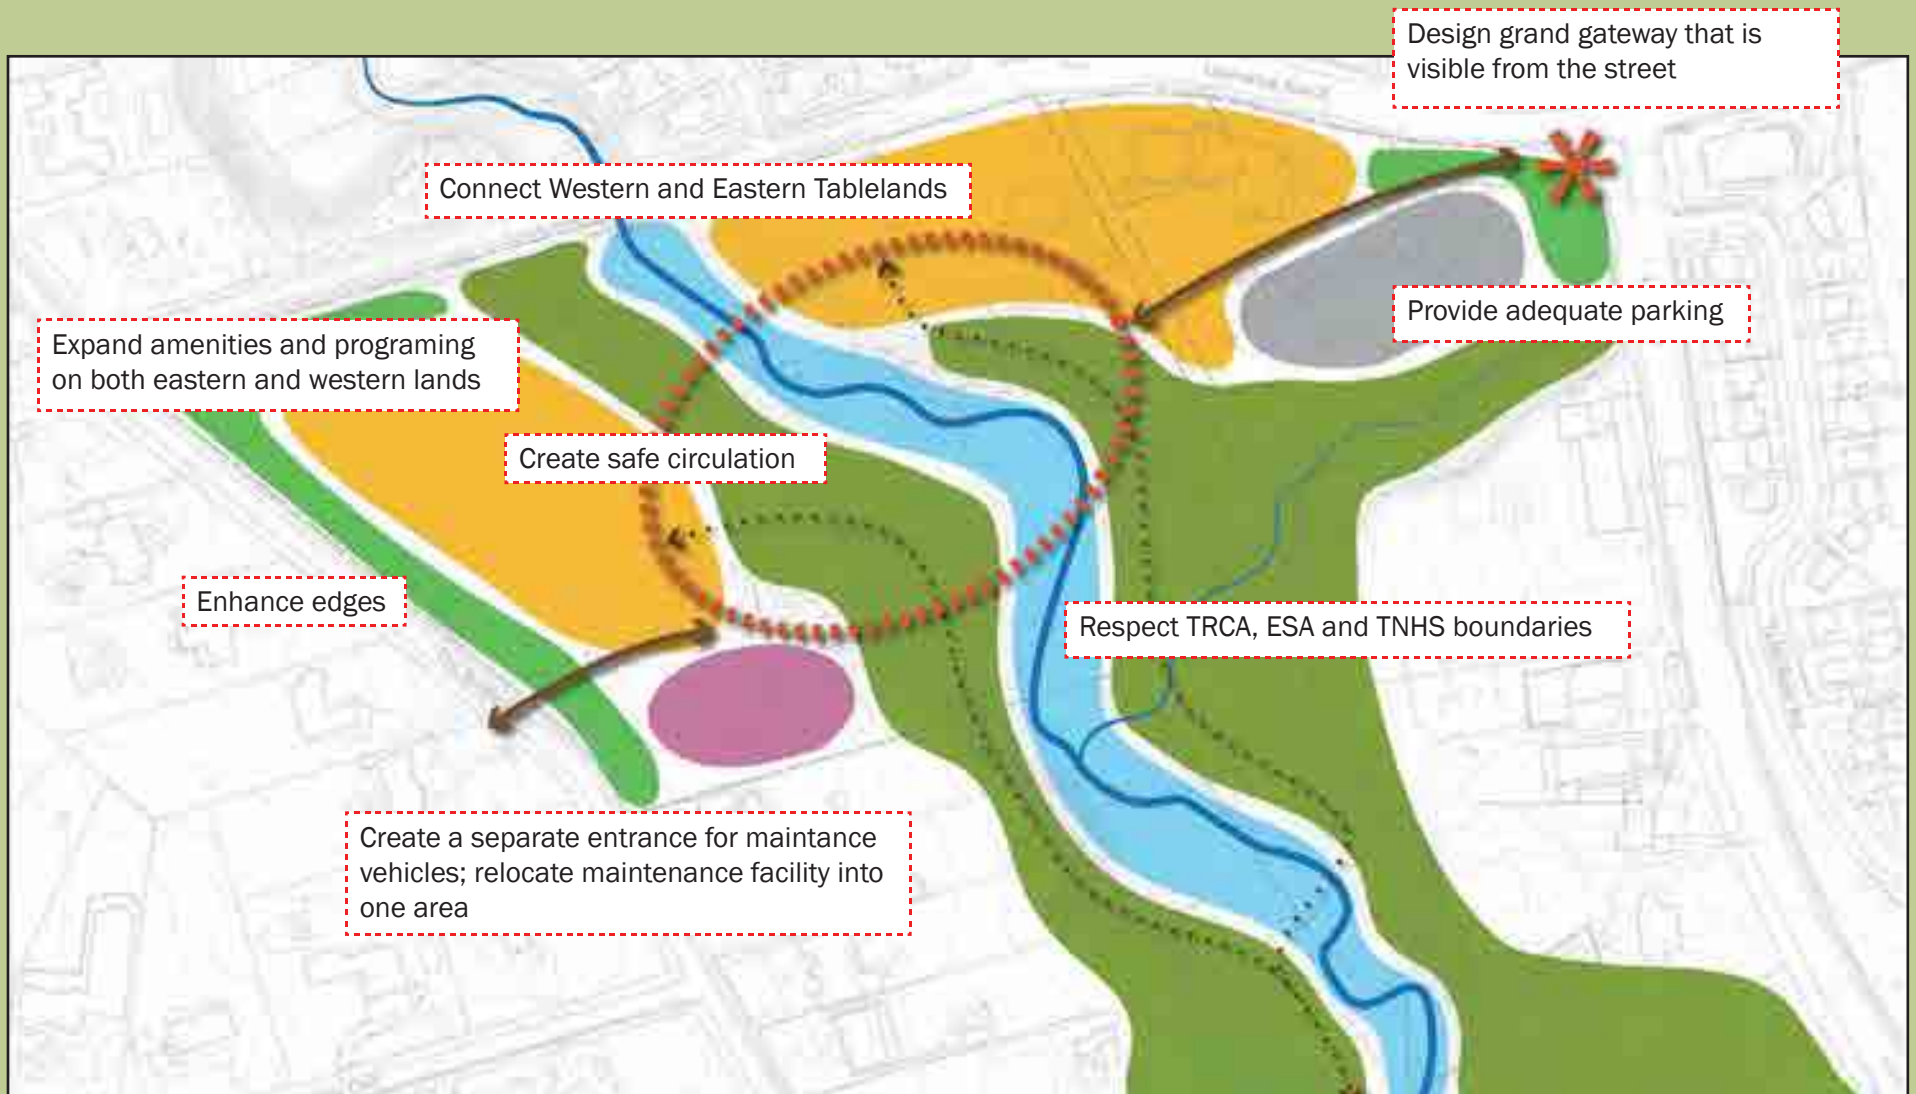 Design grand gateway that is
visible from the street
Connect Western and Eastern Tablelands
Provide adequate parking
Expand amenities and programing
on both eastern and western lands
Create safe circulation
Enhance edges
Respect TRCA, ESA and TNHS boundaries
Create a separate entrance for maintance
vehicles; relocate maintenance facility into
one area